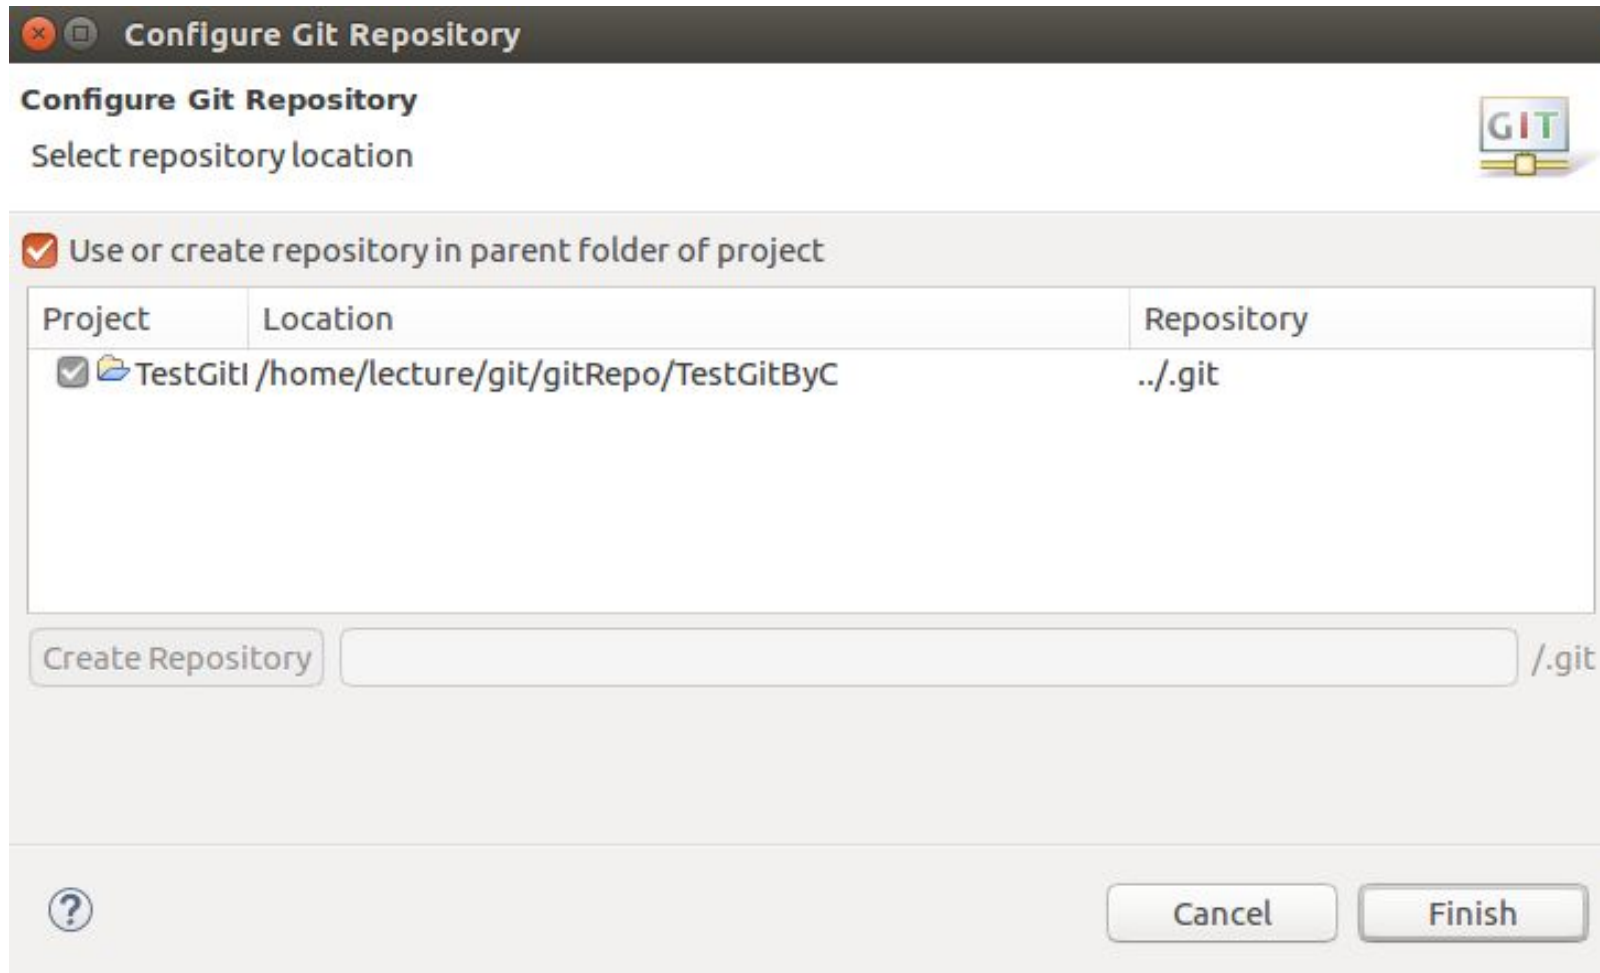 Configure Git Repository
Configure Git Repository
Select repository location
GIT
Use or create repository in parent folder of project
Project Location Repository
TestGitI /home/lecture/git/gitRepo/TestGitByC ../.git
Create Repository /.git
? Cancel Finish